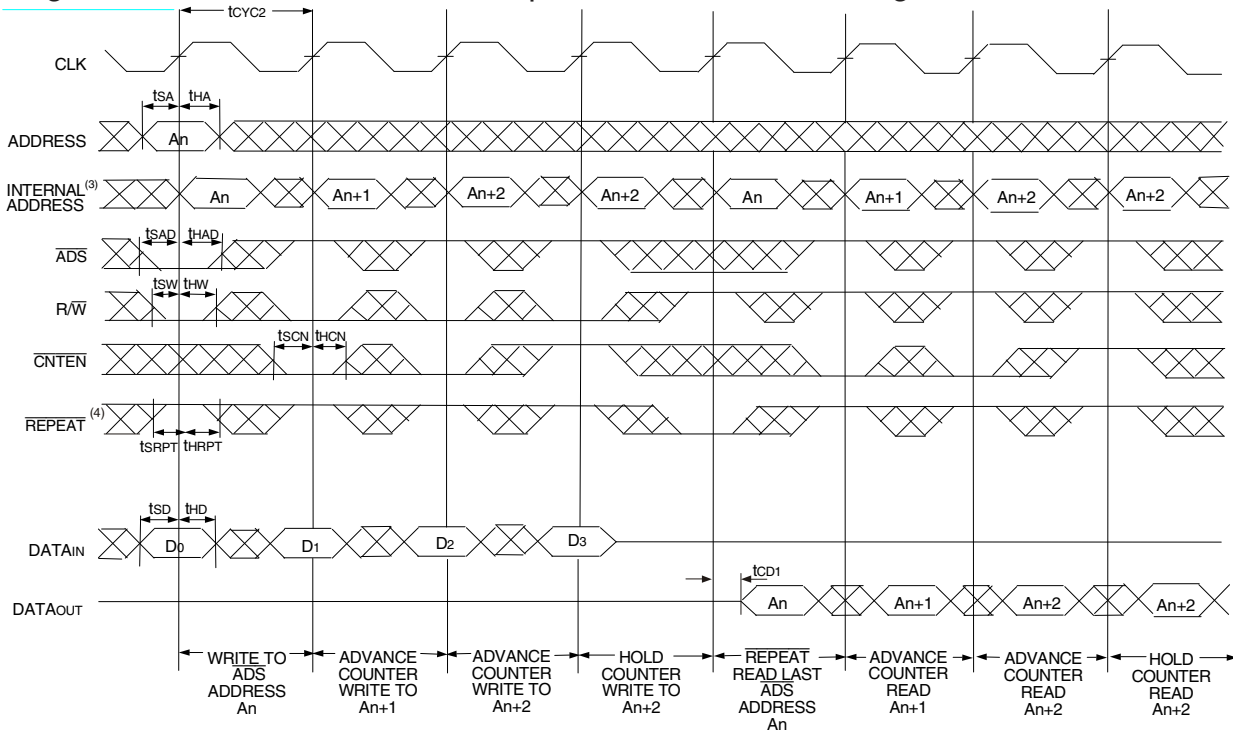 tCYC2
CLK
tSA tHA
ADDRESS An
INTERNAL(3) ADDRESS An An+1 An+2 An+2 An An+1 An+2 An+2
tSAD tHAD
ADS
tSW tHW
R/W
tSCN tHCN
CNTEN
REPEAT (4)
tSRPT tHRPT
tSD tHD
DATAIN D0 D1 D2 D3
tCD1
DATAOUT An An+1 An+2 An+2
WRITE TO
ADS
ADDRESS
An
ADVANCE
COUNTER
WRITE TO
An+1
ADVANCE
COUNTER
WRITE TO
An+2
HOLD
COUNTER
WRITE TO
An+2
REPEAT
READ LAST
ADS
ADDRESS
An
ADVANCE
COUNTER
READ
An+1
ADVANCE
COUNTER
READ
An+2
HOLD
COUNTER
READ
An+2